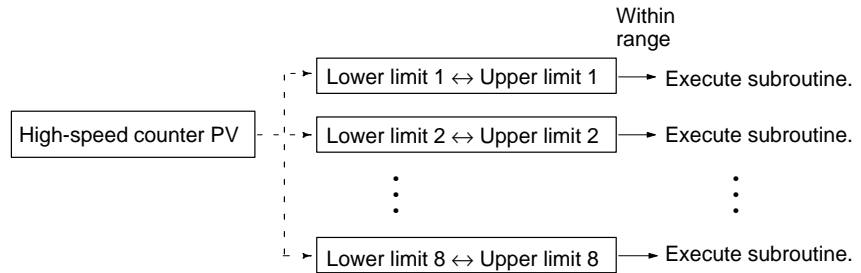 Within
range
Lower limit 1 ↔ Upper limit 1
Execute subroutine.
High-speed counter PV
Lower limit 2 ↔ Upper limit 2
Execute subroutine.
Lower limit 8 ↔ Upper limit 8
Execute subroutine.